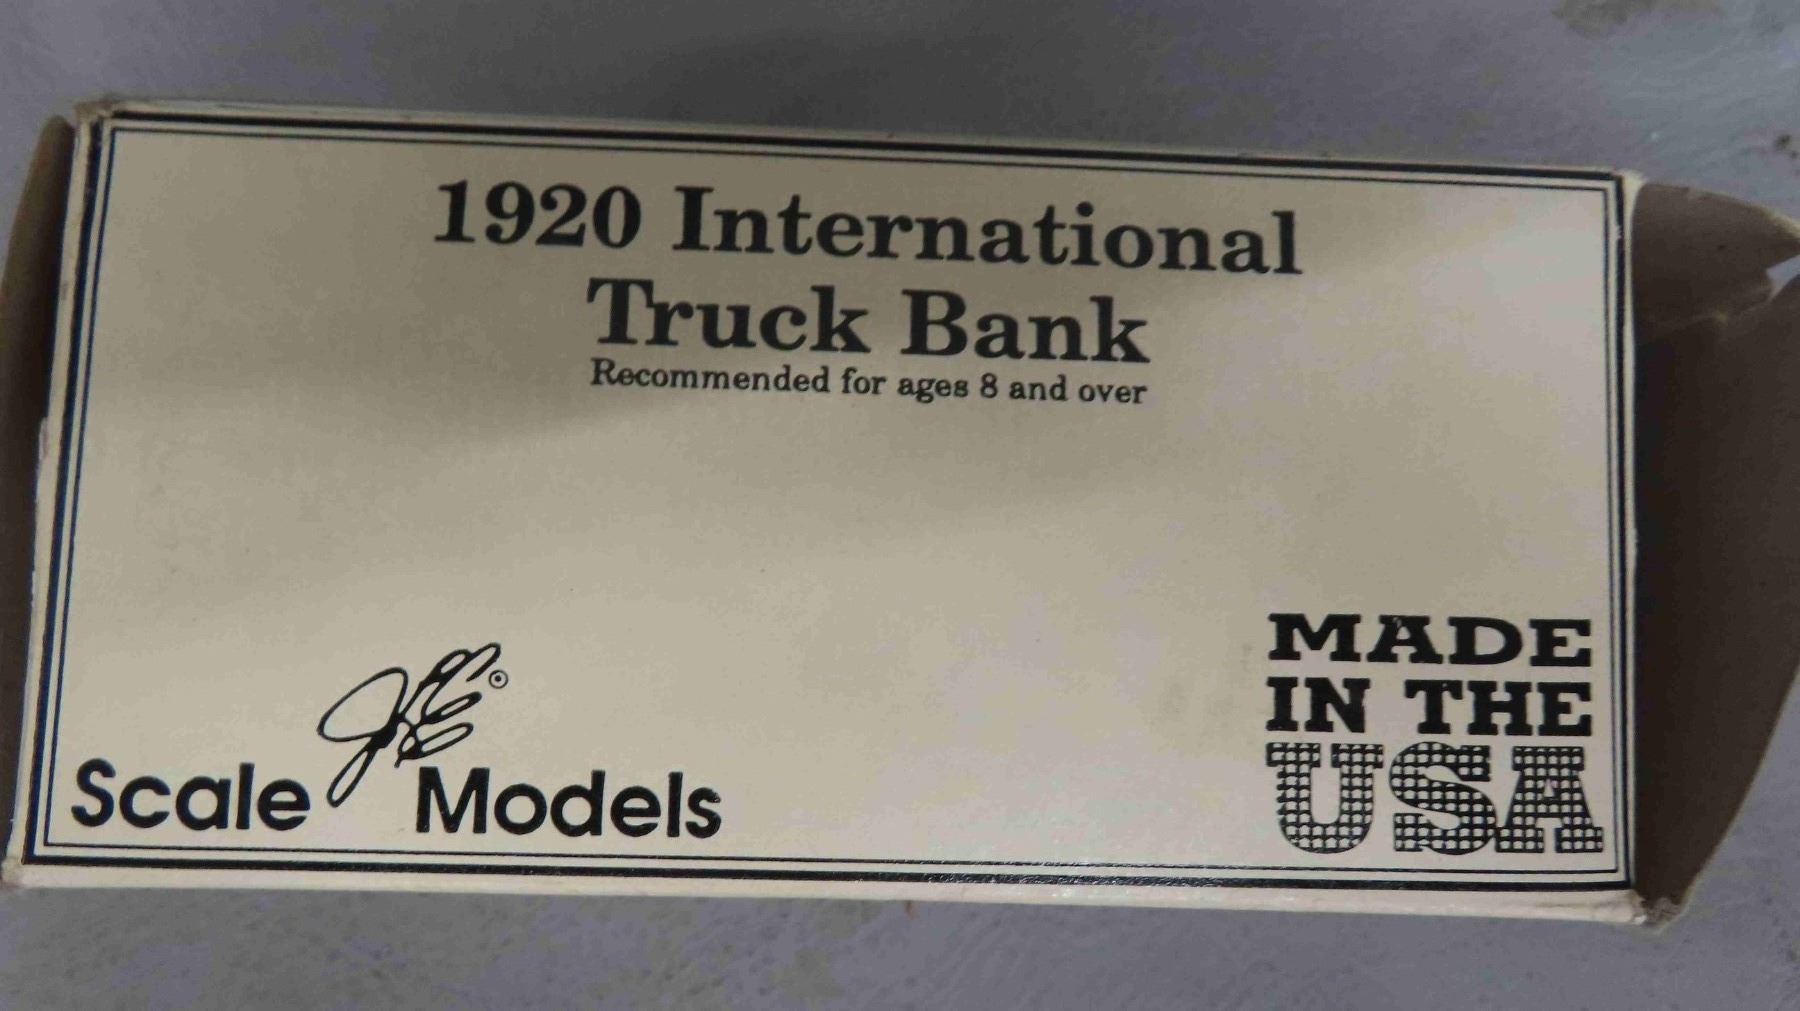 1920 International
Truck Bank
Recommended for ages 8 and over
Scale Models
MADE
IN THE
USA